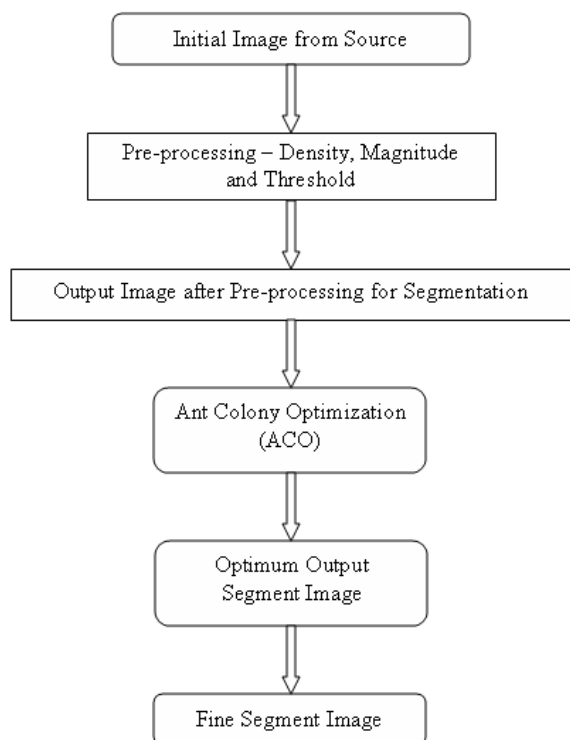 Initial Image from Source
Pre-processing – Density, Magnitude
and Threshold
Output Image after Pre-processing for Segmentation
Ant Colony Optimization
(ACO)
Optimum Output
Segment Image
Fine Segment Image